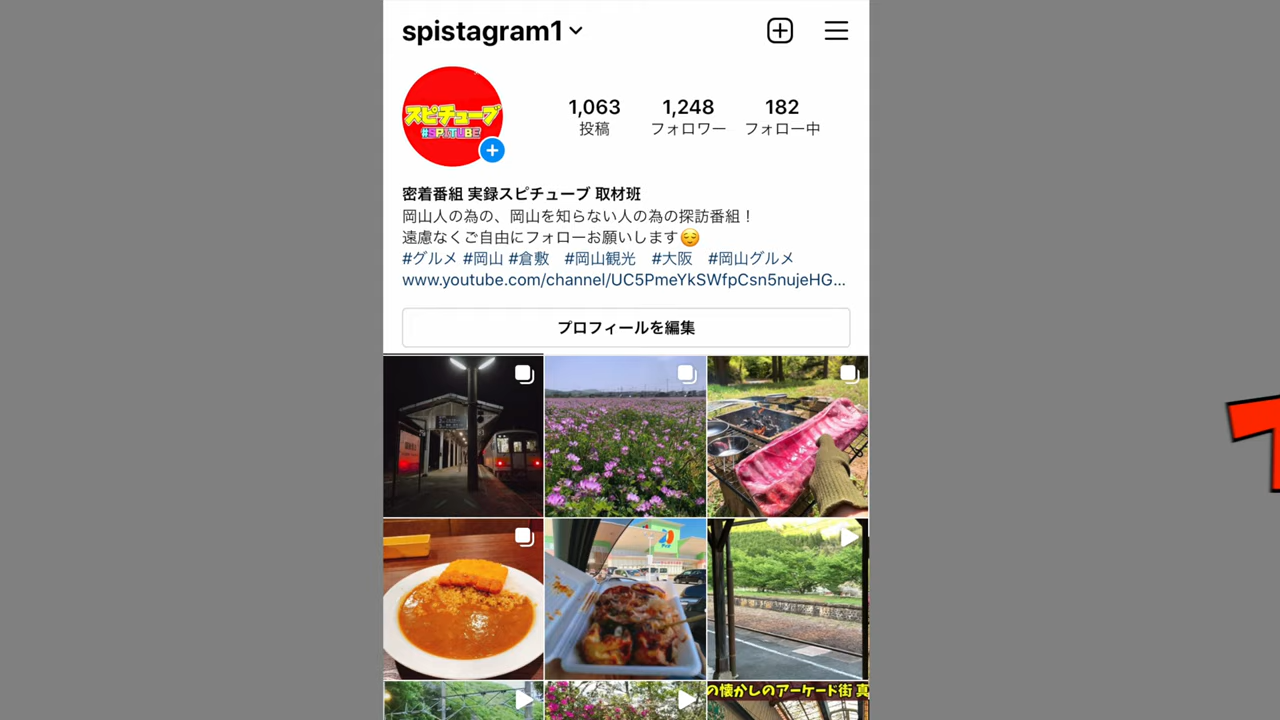 spistagram1
スピチューブ
#SPITUBE
1,063
投稿
1,248
フォロワー
182
フォロー中
密着番組 実録スピチューブ 取材班
岡山人の為の、岡山を知らない人の為の探訪番組！
遠慮なくご自由にフォローお願いします😌
#グルメ #岡山 #倉敷　#岡山観光　#大阪　#岡山グルメ
www.youtube.com/channel/UC5PmeYkSWfpCsn5nujeHG...
プロフィールを編集
の懐かしのアーケード街 真